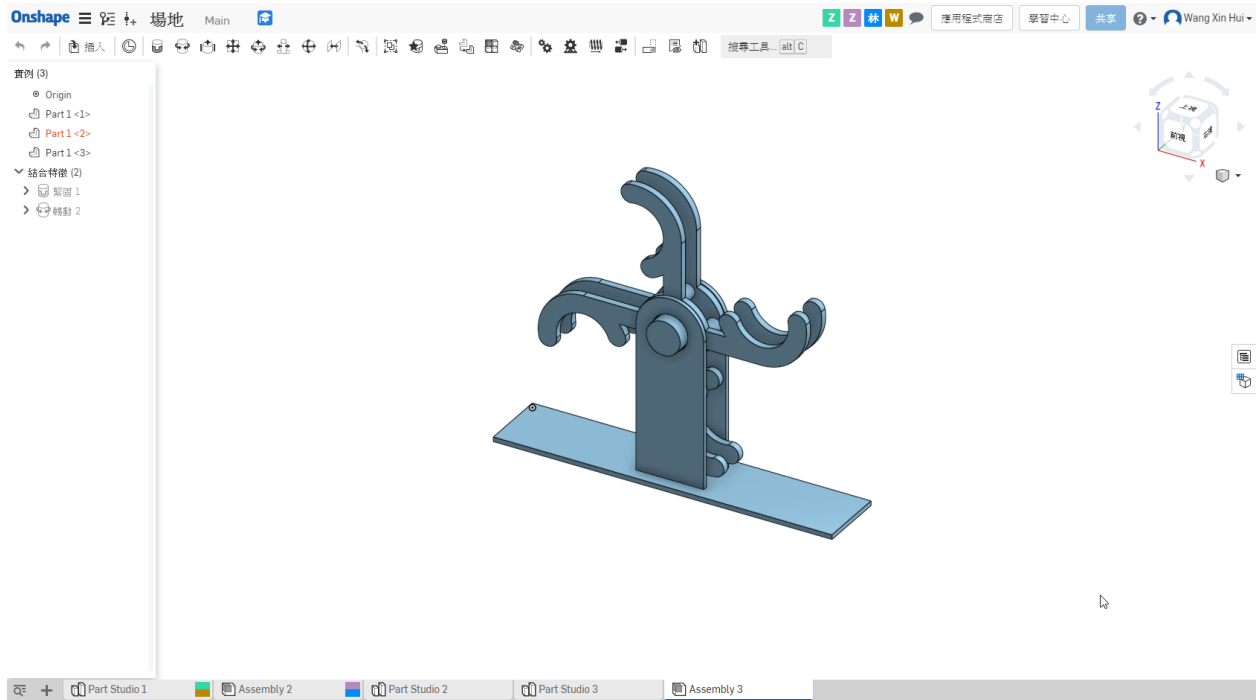 Onshape 場地 Main Z Z 林 W 應用程式商店 學習中心 共享 Wang Xin Hui
插入 搜尋工具... alt C
實例 (3)
Origin
Part 1 <1>
Part 1 <2>
Part 1 <3>
結合特徵 (2)
緊固 1
轉動 2
Z
上視
前視
右視
X
Part Studio 1 Assembly 2 Part Studio 2 Part Studio 3 Assembly 3